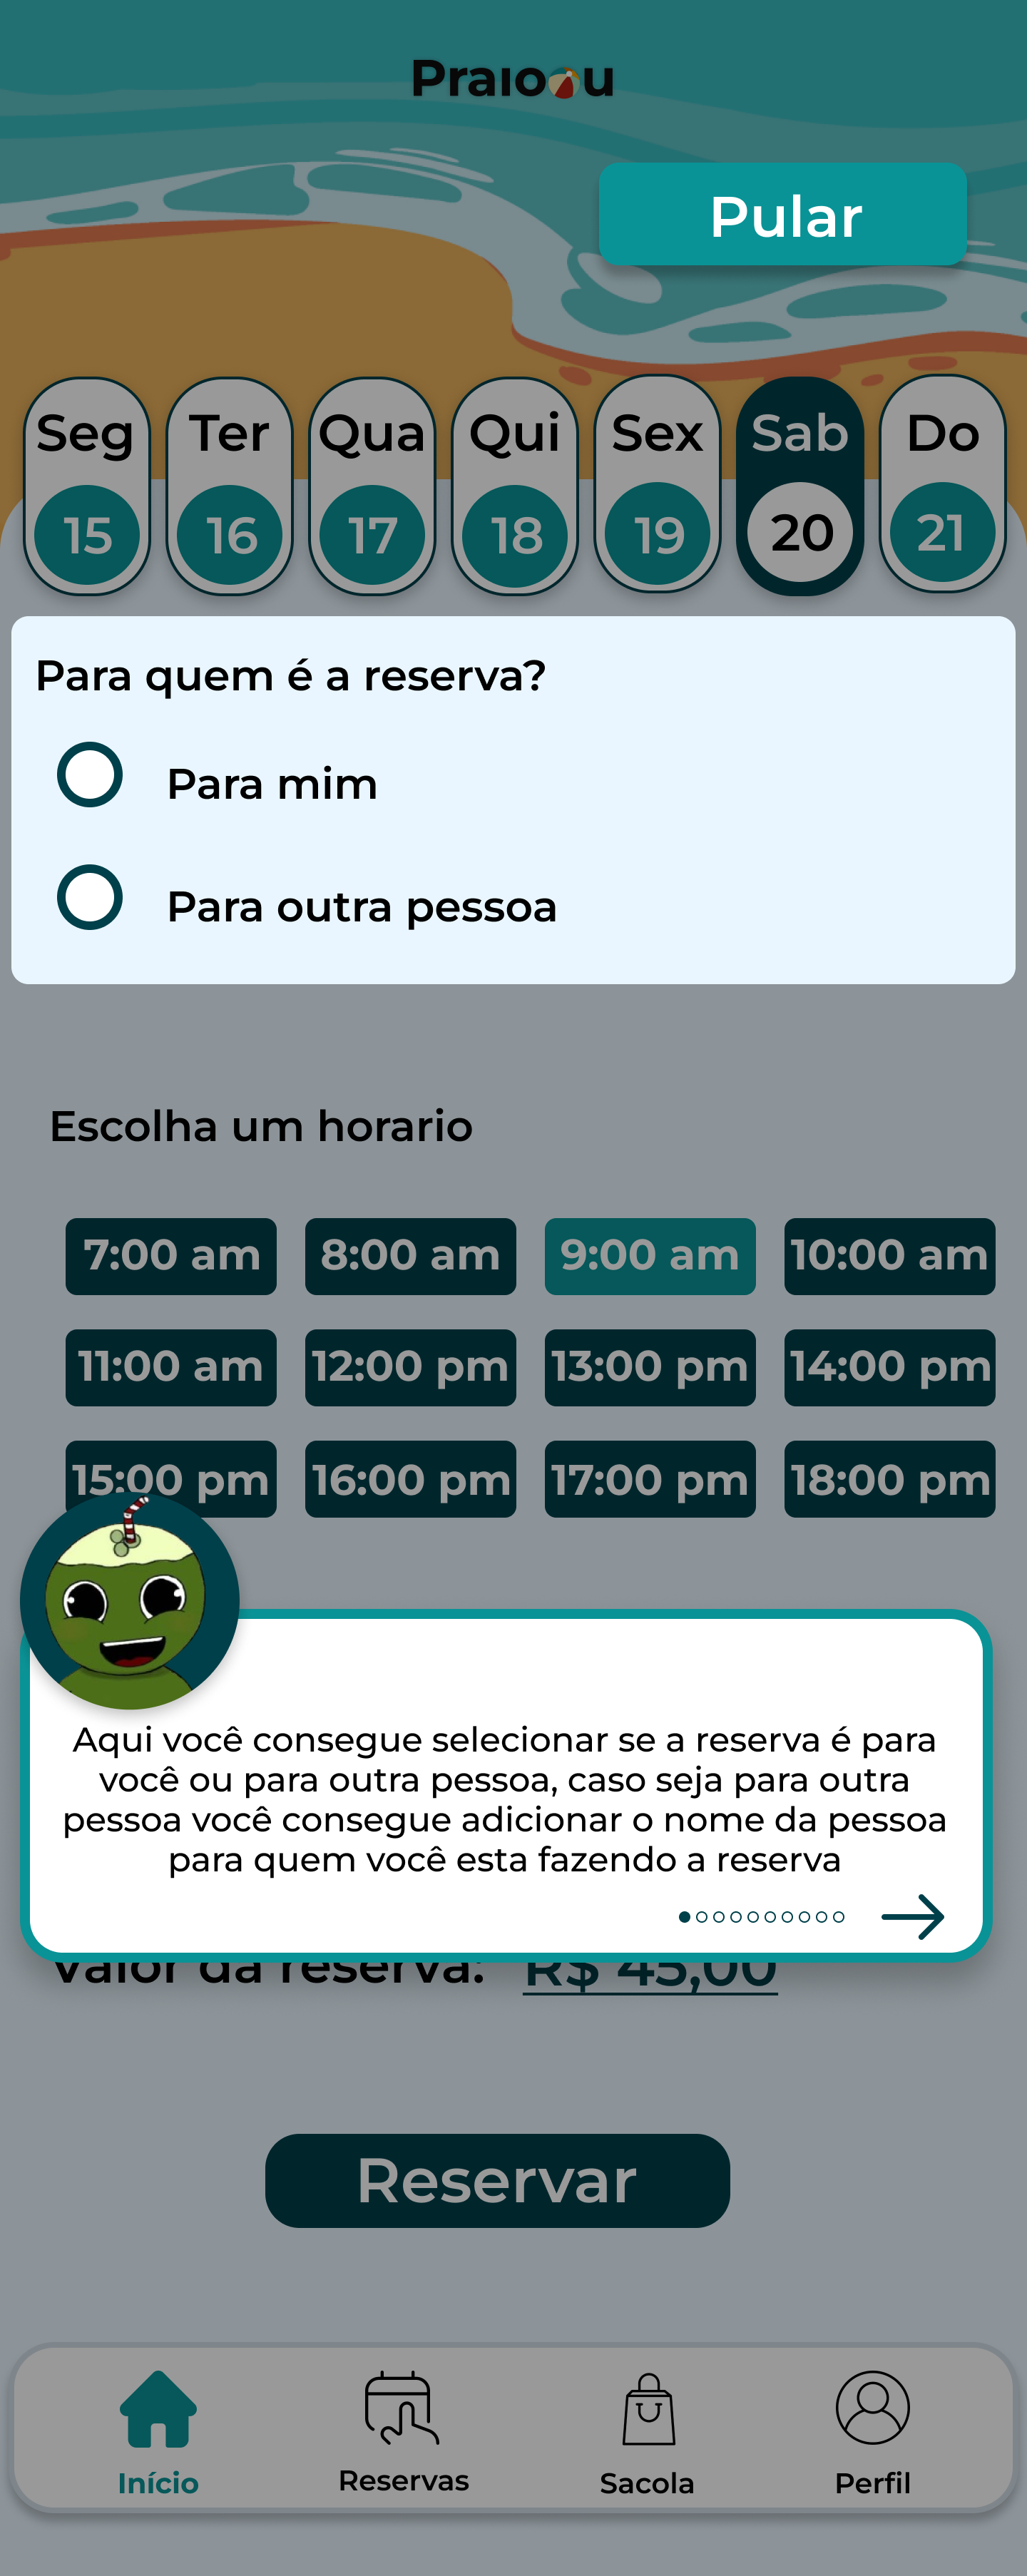 Praioou
Pular
Seg Ter Qua Qui Sex Sab Do
15 16 17 18 19 20 21
Para quem é a reserva?
Para mim
Para outra pessoa
Escolha um horario
7:00 am 8:00 am 9:00 am 10:00 am
11:00 am 12:00 pm 13:00 pm 14:00 pm
15:00 pm 16:00 pm 17:00 pm 18:00 pm
Aqui você consegue selecionar se a reserva é para
você ou para outra pessoa, caso seja para outra
pessoa você consegue adicionar o nome da pessoa
para quem você esta fazendo a reserva
Valor da reserva: R$ 45,00
Reservar
Início Reservas Sacola Perfil